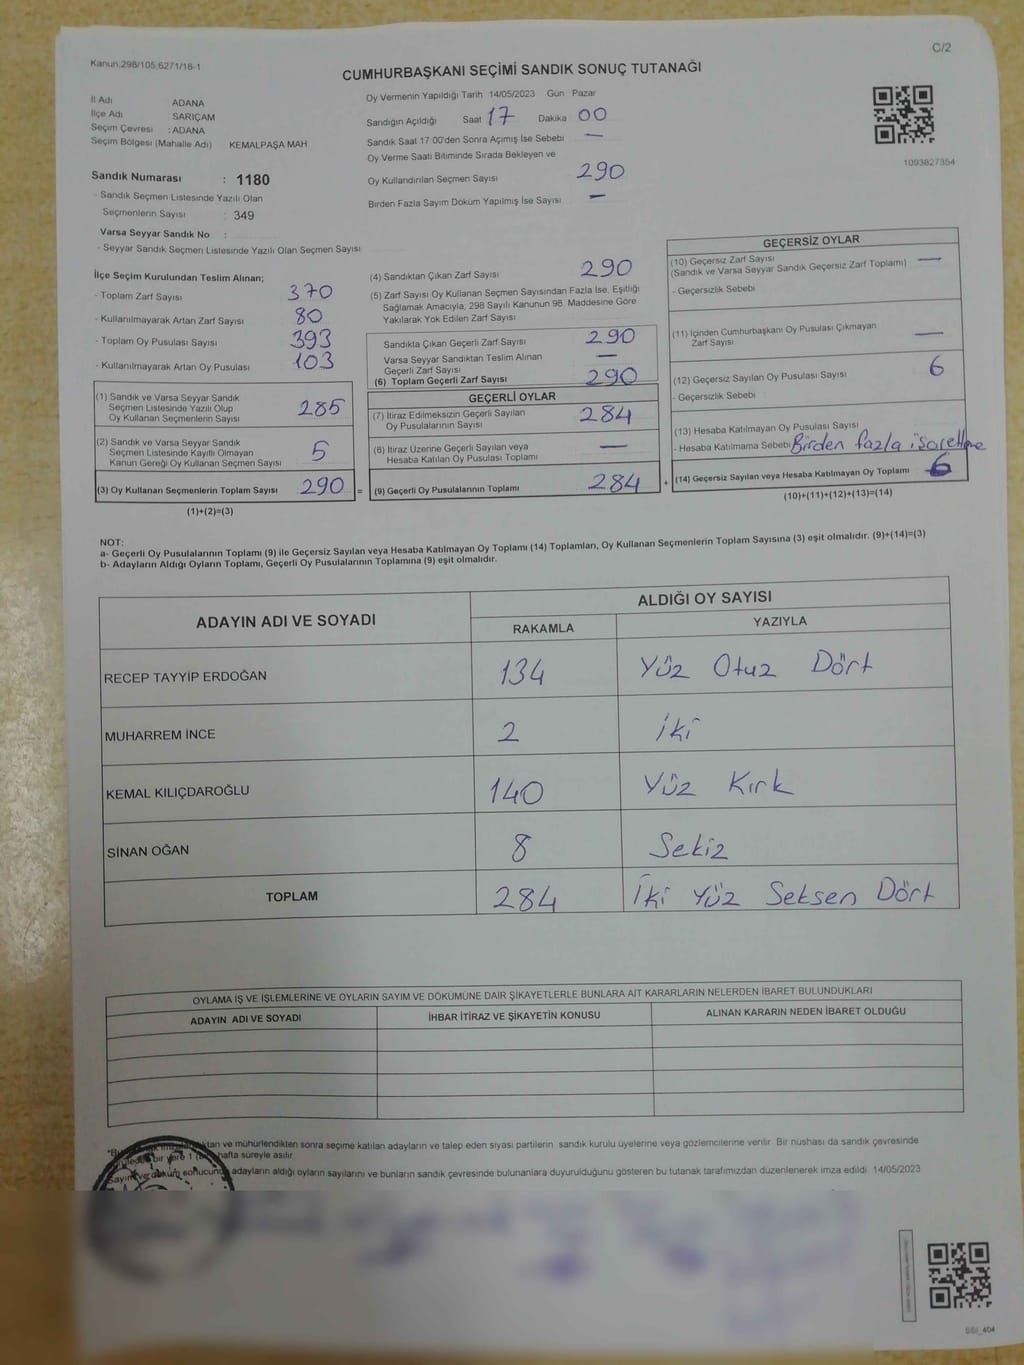 Kanun:298/105,6271/18-1
C/2
CUMHURBAŞKANI SEÇİMİ SANDIK SONUÇ TUTANAĞI
İl Adı ADANA
İlçe Adı SARIÇAM
Seçim Çevresi : ADANA
Seçim Bölgesi (Mahalle Adı) KEMALPAŞA MAH
Sandık Numarası : 1180
- Sandık Seçmen Listesinde Yazılı Olan
Seçmenlerin Sayısı : 349
Varsa Seyyar Sandık No :
- Seyyar Sandık Seçmen Listesinde Yazılı Olan Seçmen Sayısı
Oy Vermenin Yapıldığı Tarih 14/05/2023 Gün Pazar
Sandığın Açıldığı Saat 17 Dakika 00
Sandık Saat 17:00'den Sonra Açımış İse Sebebi —
Oy Verme Saati Bitiminde Sırada Bekleyen ve
Oy Kullandırılan Seçmen Sayısı 290
Birden Fazla Sayım Döküm Yapılmış İse Sayısı —
1093827354
İlçe Seçim Kurulundan Teslim Alınan;
- Toplam Zarf Sayısı 370
- Kullanılmayarak Artan Zarf Sayısı 80
- Toplam Oy Pusulası Sayısı 393
- Kullanılmayarak Artan Oy Pusulası 103
(1) Sandık ve Varsa Seyyar Sandık
Seçmen Listesinde Yazılı Olup
Oy Kullanan Seçmenlerin Sayısı 285
(2) Sandık ve Varsa Seyyar Sandık
Seçmen Listesinde Kayıtlı Olmayan
Kanun Gereği Oy Kullanan Seçmen Sayısı 5
(3) Oy Kullanan Seçmenlerin Toplam Sayısı 290 =
(1)+(2)=(3)
(4) Sandıktan Çıkan Zarf Sayısı 290
(5) Zarf Sayısı Oy Kullanan Seçmen Sayısından Fazla İse, Eşitliği
Sağlamak Amacıyla, 298 Sayılı Kanunun 98. Maddesine Göre
Yakılarak Yok Edilen Zarf Sayısı
Sandıkta Çıkan Geçerli Zarf Sayısı 290
Varsa Seyyar Sandıktan Teslim Alınan
Geçerli Zarf Sayısı —
(6) Toplam Geçerli Zarf Sayısı 290
GEÇERLİ OYLAR
(7) İtiraz Edilmeksizin Geçerli Sayılan
Oy Pusulasının Sayısı 284
(8) İtiraz Üzerine Geçerli Sayılan veya
Hesaba Katılan Oy Pusulası Toplamı —
(9) Geçerli Oy Pusulalarının Toplamı 284 +
GEÇERSİZ OYLAR
(10) Geçersiz Zarf Sayısı
(Sandık ve Varsa Seyyar Sandık Geçersiz Zarf Toplamı) —
- Geçersizlik Sebebi
(11) İçinden Cumhurbaşkanı Oy Pusulası Çıkmayan
Zarf Sayısı —
(12) Geçersiz Sayılan Oy Pusulası Sayısı 6
- Geçersizlik Sebebi
(13) Hesaba Katılmayan Oy Pusulası Sayısı
- Hesaba Katılmama Sebebi Birden fazla işaretleme
(14) Geçersiz Sayılan veya Hesaba Katılmayan Oy Toplamı 6
(10)+(11)+(12)+(13)=(14)
NOT:
a- Geçerli Oy Pusulalarının Toplamı (9) ile Geçersiz Sayılan veya Hesaba Katılmayan Oy Toplamı (14) Toplamları, Oy Kullanan Seçmenlerin Toplam Sayısına (3) eşit olmalıdır. (9)+(14)=(3)
b- Adayların Aldığı Oyların Toplamı, Geçerli Oy Pusulalarının Toplamına (9) eşit olmalıdır.
ADAYIN ADI VE SOYADI ALDIĞI OY SAYISI
RAKAMLA YAZIYLA
RECEP TAYYİP ERDOĞAN 134 Yüz Otuz Dört
MUHARREM İNCE 2 İki
KEMAL KILIÇDAROĞLU 140 Yüz Kırk
SİNAN OĞAN 8 Sekiz
TOPLAM 284 İki Yüz Seksen Dört
OYLAMA İŞ VE İŞLEMLERİNE VE OYLARIN SAYIM VE DÖKÜMÜNE DAİR ŞİKAYETLERLE BUNLARA AİT KARARLARIN NELERDEN İBARET BULUNDUKLARI
ADAYIN ADI VE SOYADI İHBAR İTİRAZ VE ŞİKAYETİN KONUSU ALINAN KARARIN NEDEN İBARET OLDUĞU
ve mühürlendikten sonra seçime katılan adayların ve talep eden siyasi partilerin sandık kurulu üyelerine veya gözlemcilerine verilir. Bir nüshası da sandık çevresinde
bir yere 1 hafta süreyle asılır.
Sayım ve döküm sonucunda adayların aldığı oyların sayılarını ve bunların sandık çevresinde bulunanlara duyurulduğunu gösteren bu tutanak tarafımızdan düzenlenerek imza edildi 14/05/2023
SSI_404